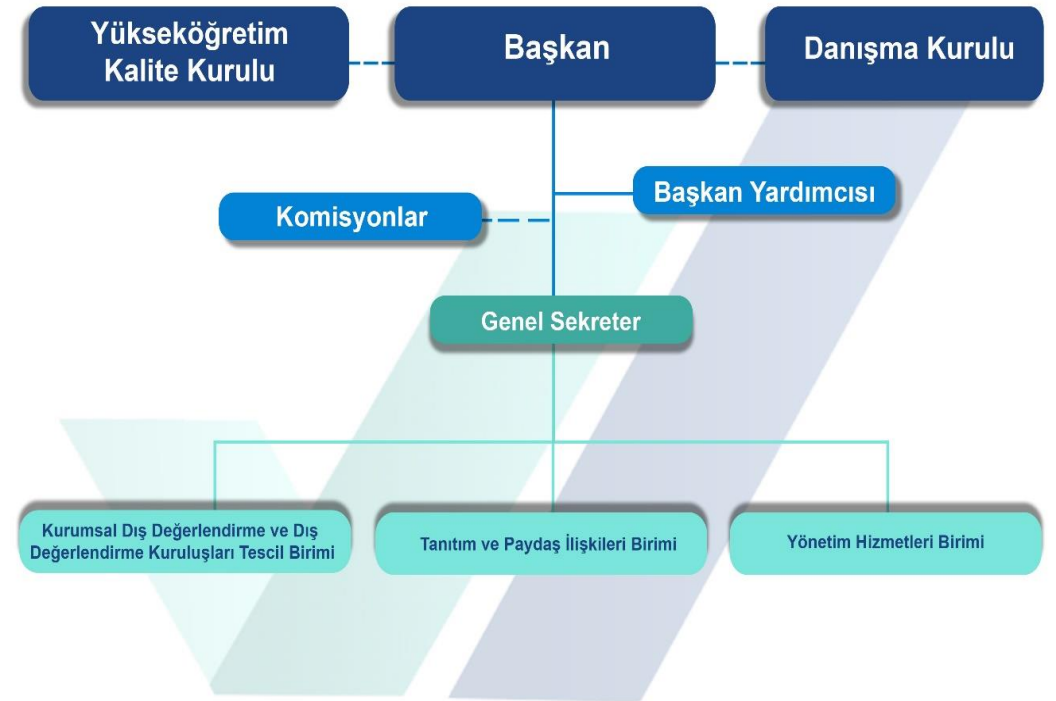 Yükseköğretim
Kalite Kurulu
Başkan
Danışma Kurulu
Başkan Yardımcısı
Komisyonlar
Genel Sekreter
Kurumsal Dış Değerlendirme ve Dış
Değerlendirme Kuruluşları Tescil Birimi
Tanıtım ve Paydaş İlişkileri Birimi
Yönetim Hizmetleri Birimi